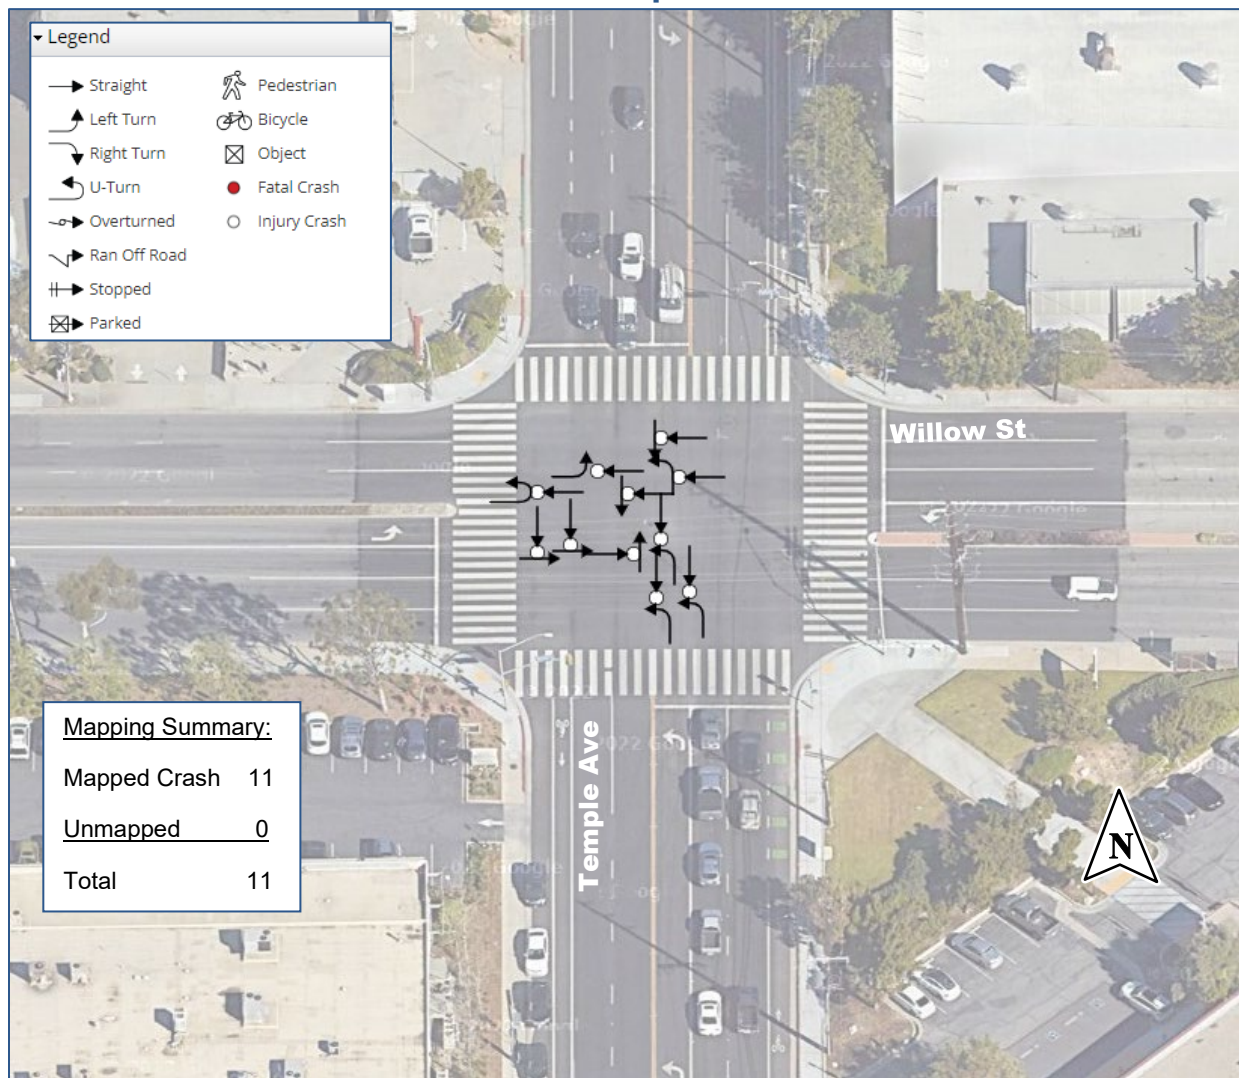 Legend
Straight
Pedestrian
Left Turn
Bicycle
Right Turn
Object
U-Turn
Fatal Crash
Overturned
Injury Crash
Ran Off Road
Stopped
Parked
Willow St
Temple Ave
Mapping Summary:
Mapped Crash 11
Unmapped 0
Total 11
N